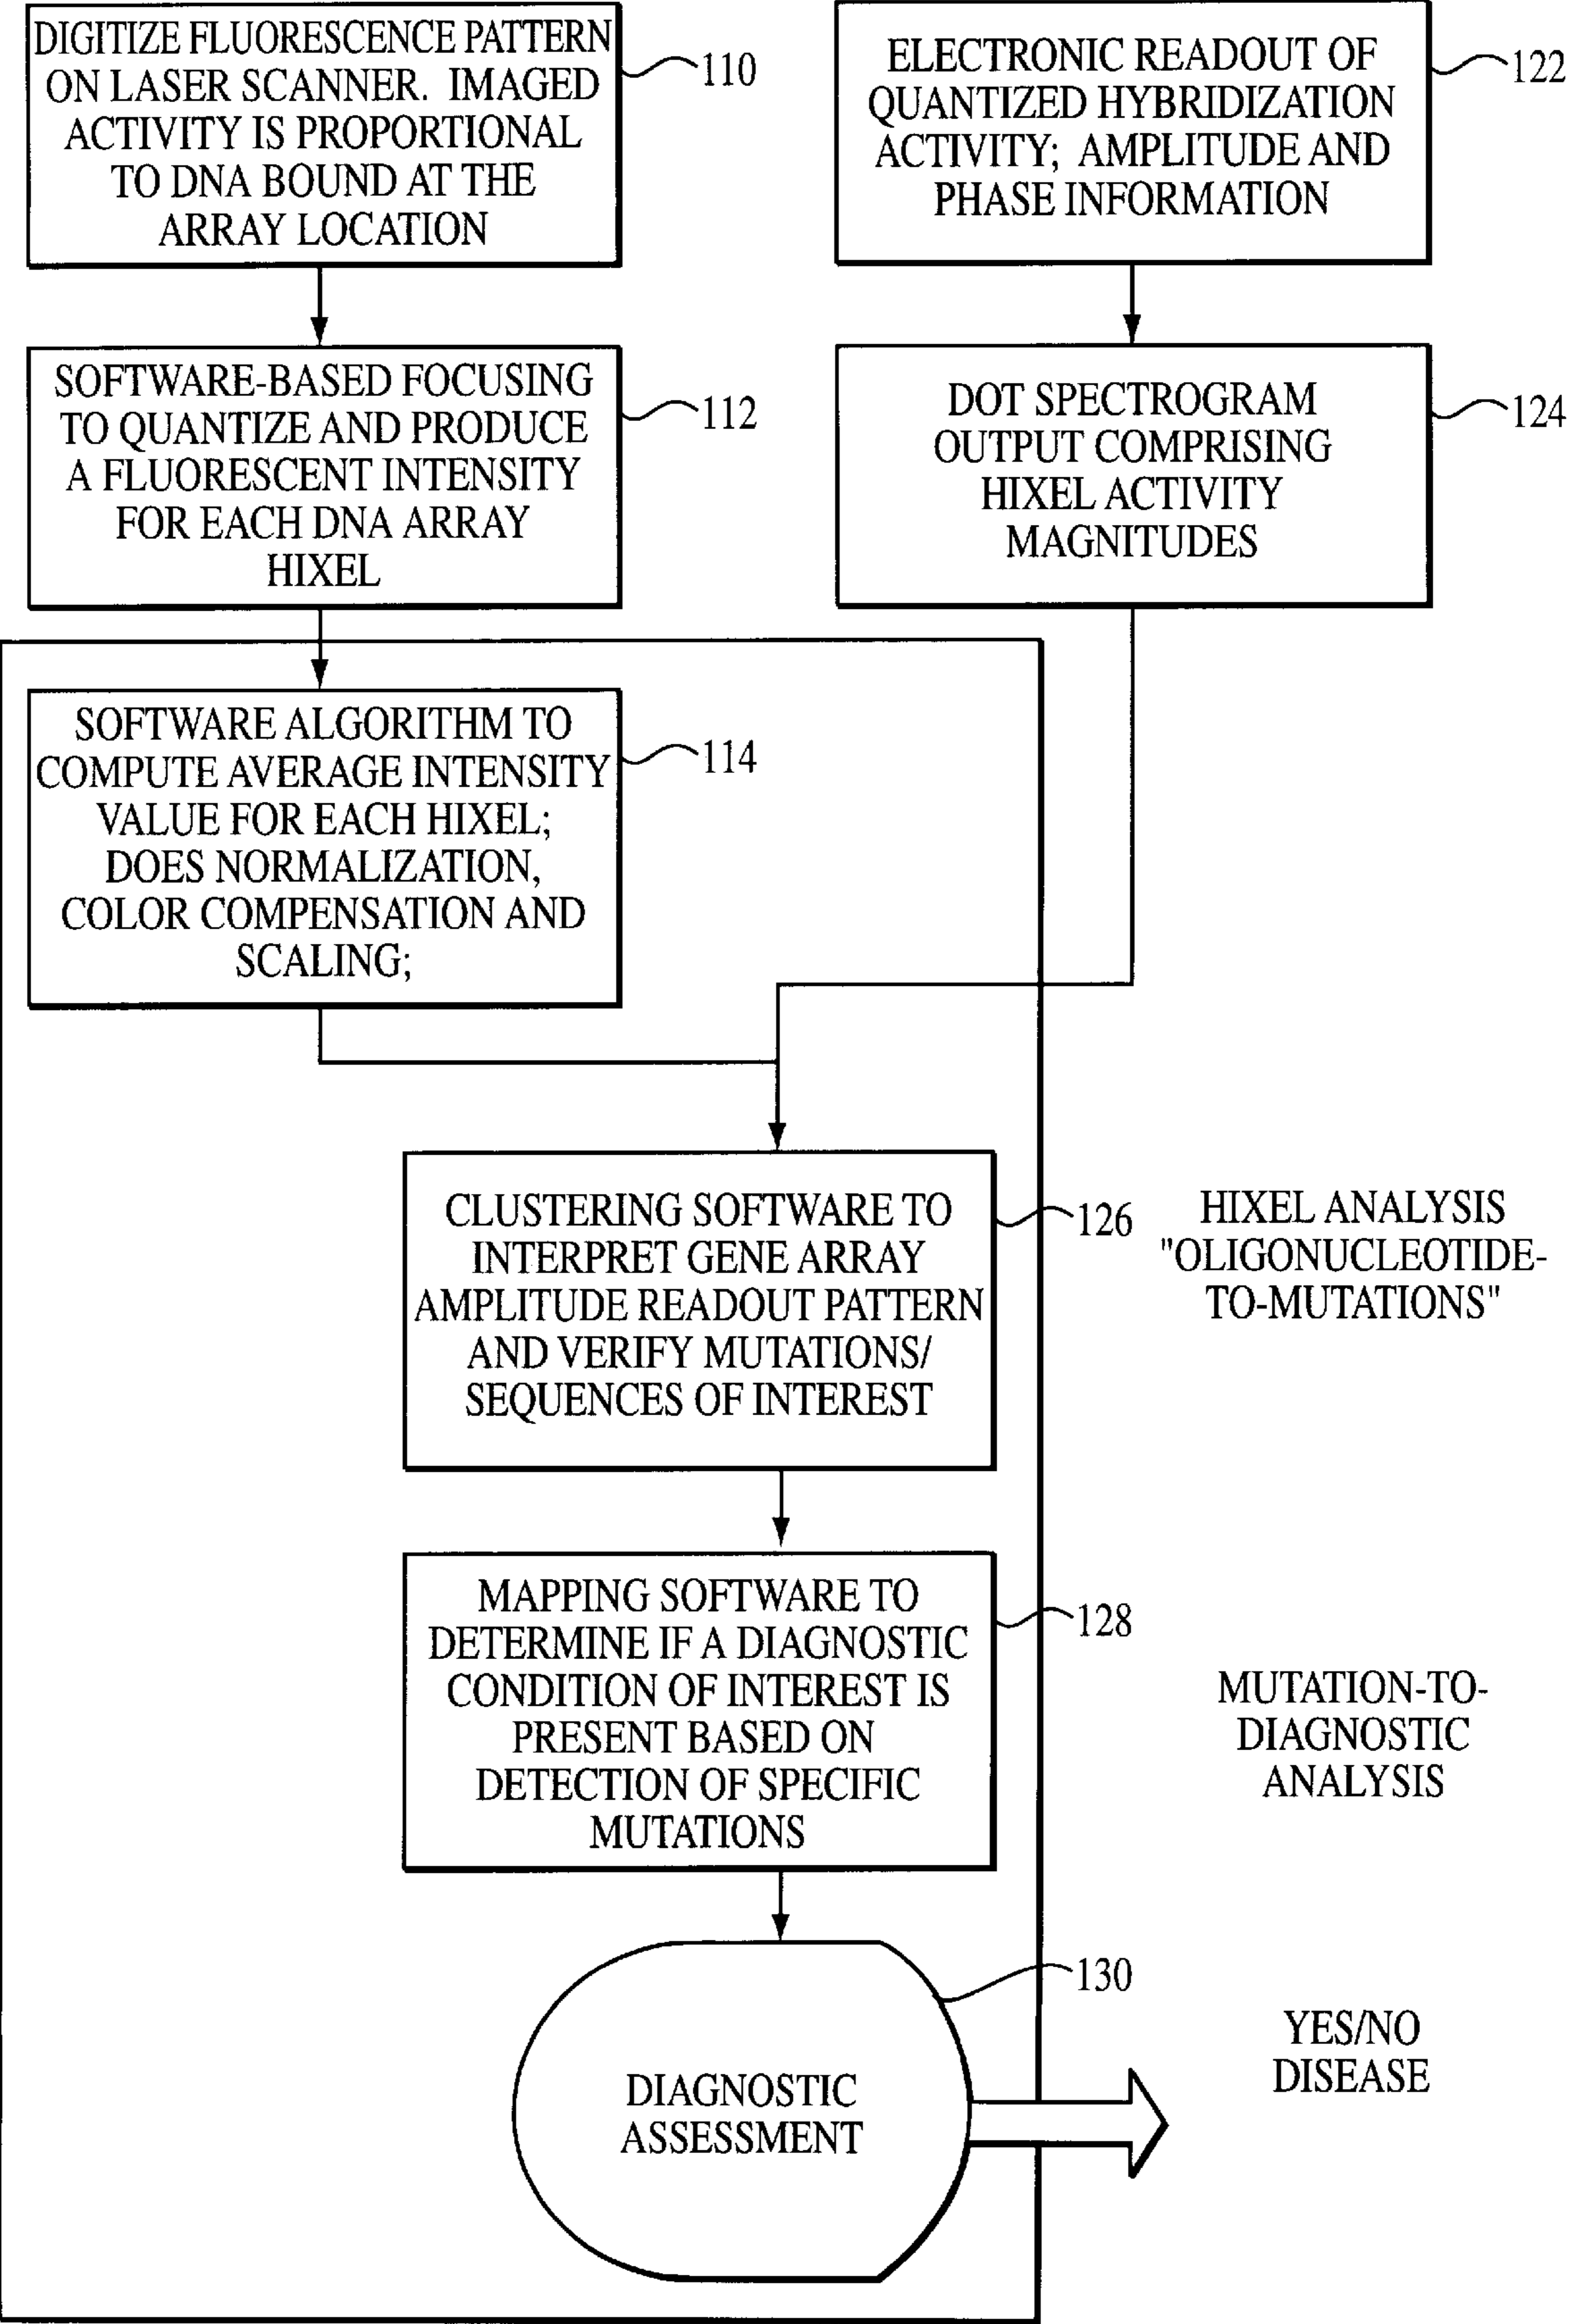 DIGITIZE FLUORESCENCE PATTERN
ON LASER SCANNER. IMAGED
ACTIVITY IS PROPORTIONAL
TO DNA BOUND AT THE
ARRAY LOCATION
110
ELECTRONIC READOUT OF
QUANTIZED HYBRIDIZATION
ACTIVITY; AMPLITUDE AND
PHASE INFORMATION
122
SOFTWARE-BASED FOCUSING
TO QUANTIZE AND PRODUCE
A FLUORESCENT INTENSITY
FOR EACH DNA ARRAY
HIXEL
112
DOT SPECTROGRAM
OUTPUT COMPRISING
HIXEL ACTIVITY
MAGNITUDES
124
SOFTWARE ALGORITHM TO
COMPUTE AVERAGE INTENSITY
VALUE FOR EACH HIXEL;
DOES NORMALIZATION,
COLOR COMPENSATION AND
SCALING;
114
CLUSTERING SOFTWARE TO
INTERPRET GENE ARRAY
AMPLITUDE READOUT PATTERN
AND VERIFY MUTATIONS/
SEQUENCES OF INTEREST
126
HIXEL ANALYSIS
"OLIGONUCLEOTIDE-
TO-MUTATIONS"
MAPPING SOFTWARE TO
DETERMINE IF A DIAGNOSTIC
CONDITION OF INTEREST IS
PRESENT BASED ON
DETECTION OF SPECIFIC
MUTATIONS
128
MUTATION-TO-
DIAGNOSTIC
ANALYSIS
DIAGNOSTIC
ASSESSMENT
130
YES/NO
DISEASE